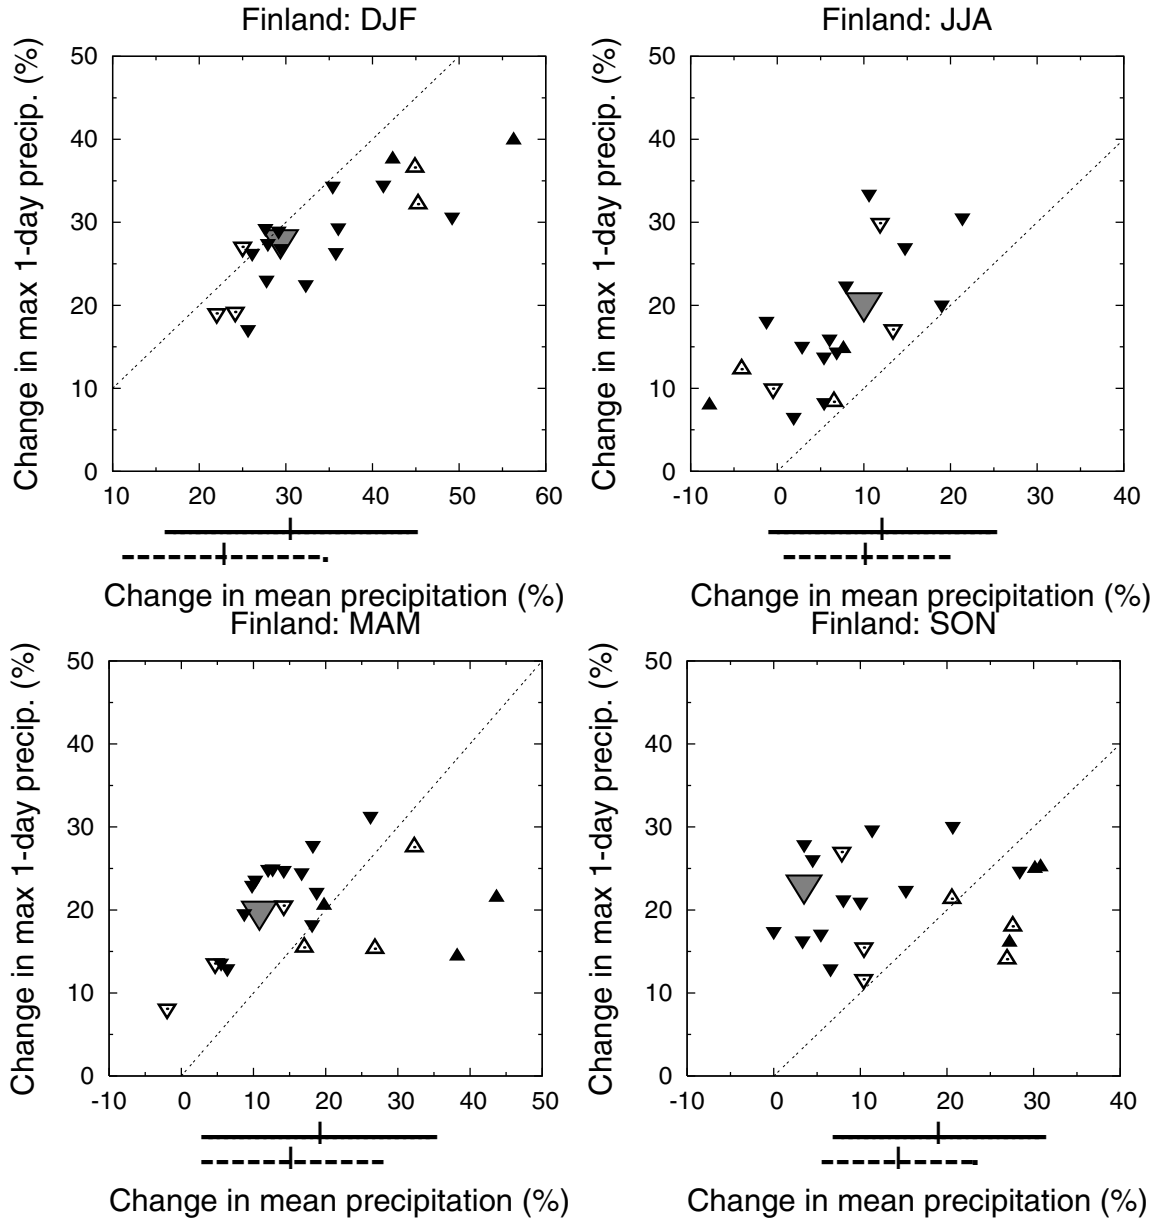 Finland: DJF
Change in max 1-day precip. (%)
50
40
30
20
10
0
10 20 30 40 50 60
Change in mean precipitation (%)
Finland: JJA
Change in max 1-day precip. (%)
50
40
30
20
10
0
-10 0 10 20 30 40
Change in mean precipitation (%)
Finland: MAM
Change in max 1-day precip. (%)
50
40
30
20
10
0
-10 0 10 20 30 40 50
Change in mean precipitation (%)
Finland: SON
Change in max 1-day precip. (%)
50
40
30
20
10
0
-10 0 10 20 30 40
Change in mean precipitation (%)